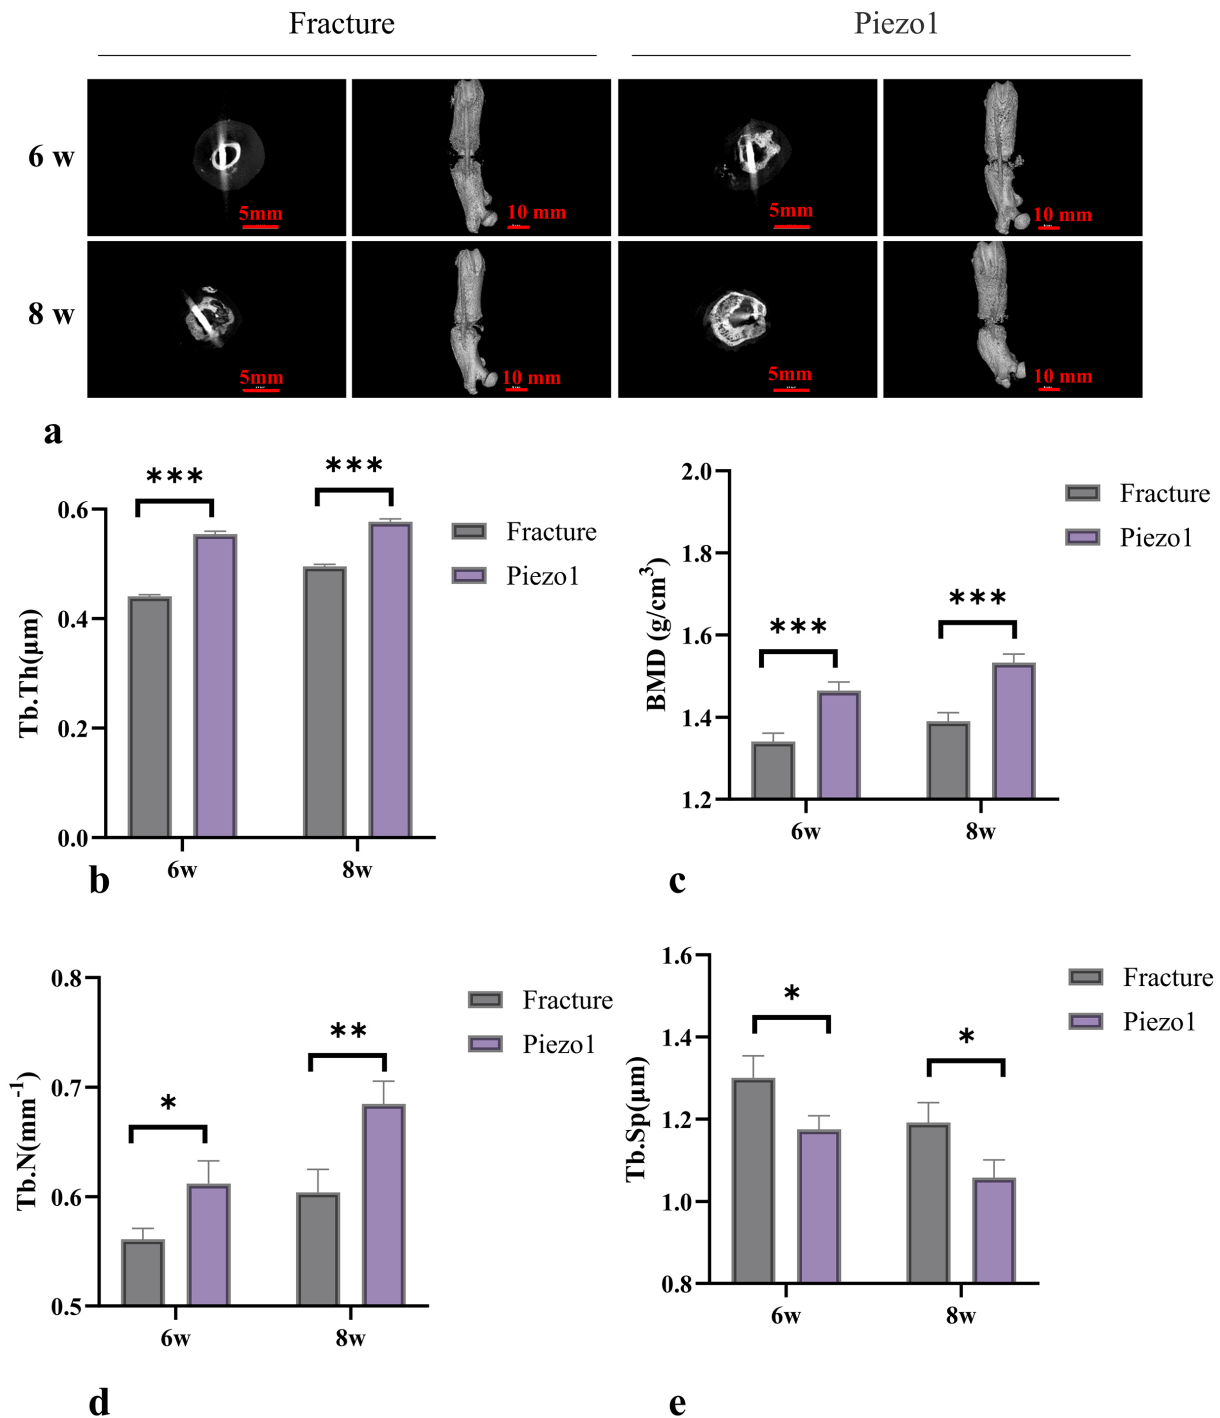 Fracture
Piezo1
6 w
5mm
10 mm
5mm
10 mm
8 w
5mm
10 mm
5mm
10 mm
a
***
***
0.6
0.4
0.2
0.0
Tb.Th(μm)
6w
8w
Fracture
Piezo1
b
***
***
2.0
1.8
1.6
1.4
1.2
BMD (g/cm³)
6w
8w
Fracture
Piezo1
c
*
**
0.8
0.7
0.6
0.5
Tb.N(mm⁻¹)
6w
8w
Fracture
Piezo1
d
*
*
1.6
1.4
1.2
1.0
0.8
Tb.Sp(μm)
6w
8w
Fracture
Piezo1
e